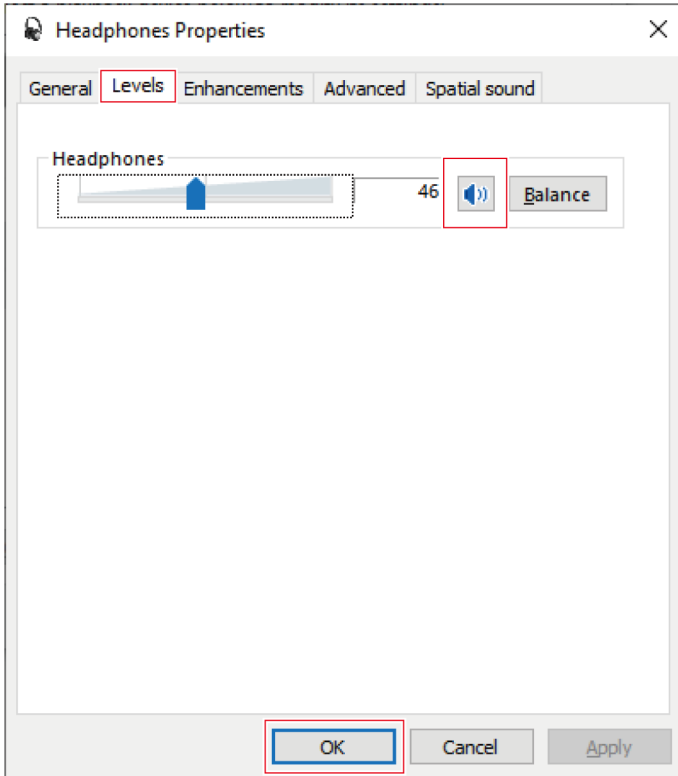 Headphones Properties
General Levels Enhancements Advanced Spatial sound
Headphones
46 Balance
OK Cancel Apply